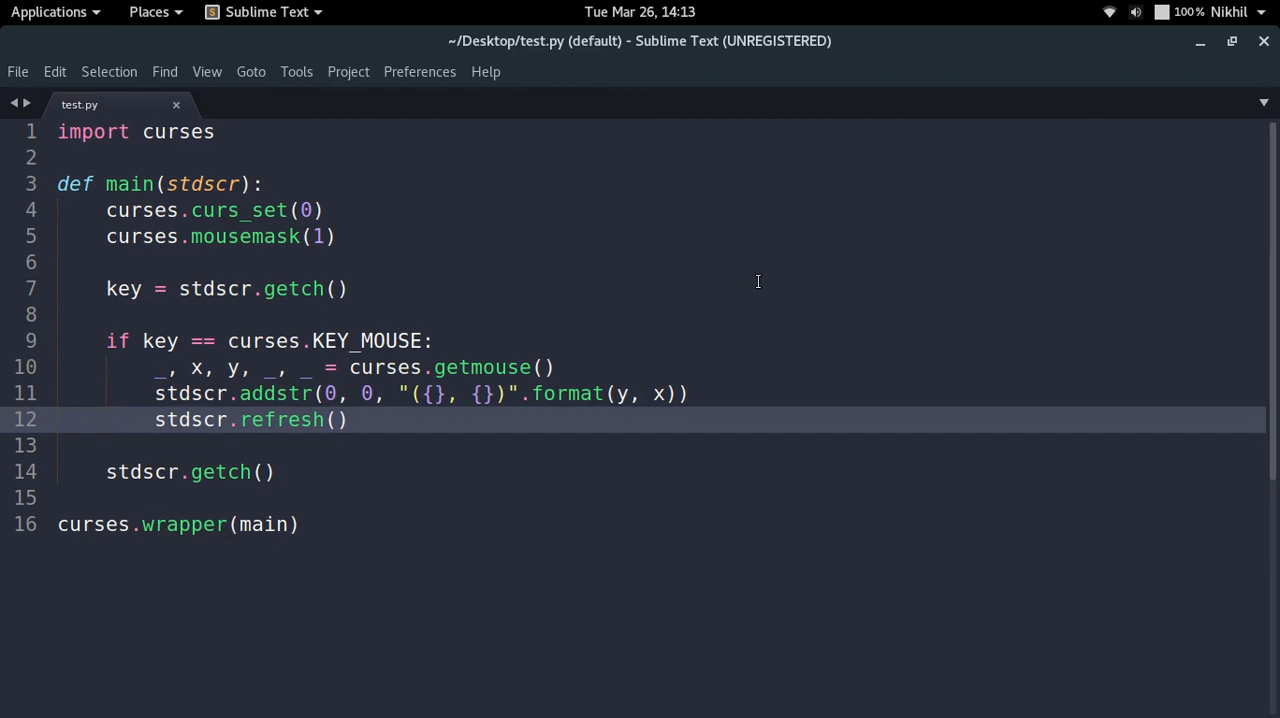 Applications Places Sublime Text Tue Mar 26, 14:13 100% Nikhil
~/Desktop/test.py (default) - Sublime Text (UNREGISTERED)
File Edit Selection Find View Goto Tools Project Preferences Help
test.py
1 import curses
2
3 def main(stdscr):
4     curses.curs_set(0)
5     curses.mousemask(1)
6
7     key = stdscr.getch()
8
9     if key == curses.KEY_MOUSE:
10         _, x, y, _, _ = curses.getmouse()
11         stdscr.addstr(0, 0, "({}, {})".format(y, x))
12         stdscr.refresh()
13
14     stdscr.getch()
15
16 curses.wrapper(main)